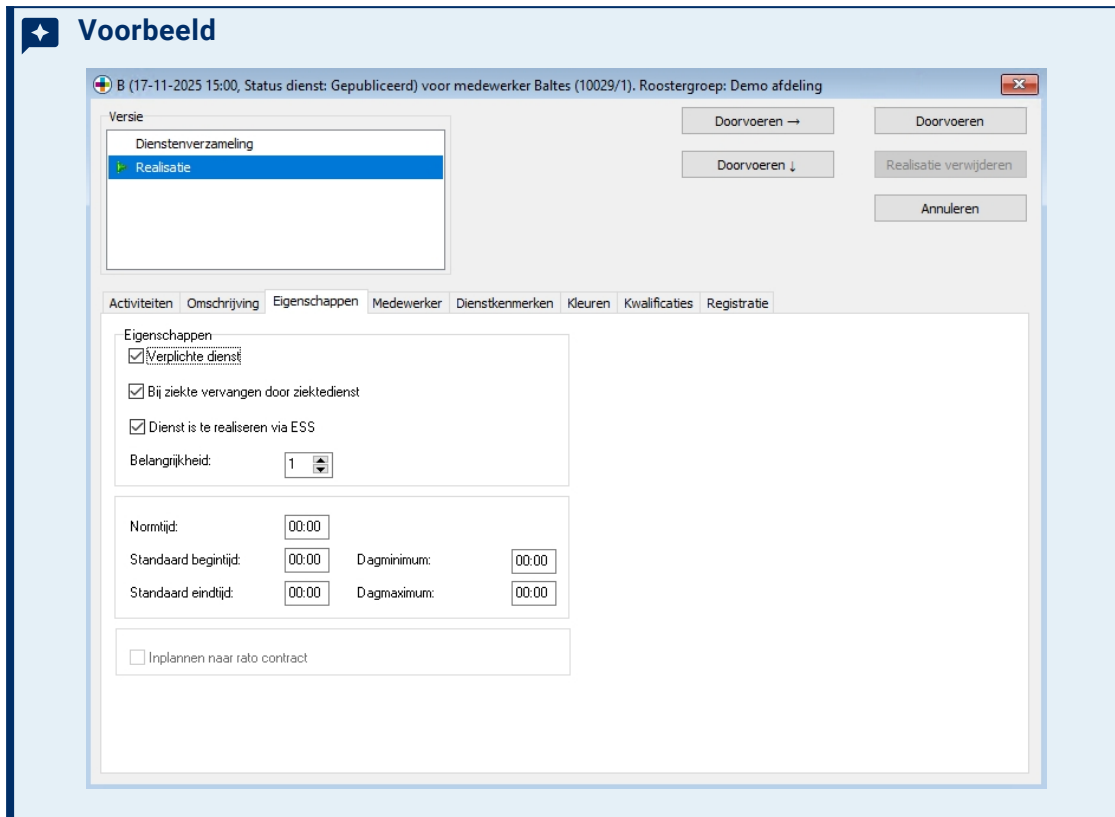 Voorbeeld
B (17-11-2025 15:00, Status dienst: Gepubliceerd) voor medewerker Baltes (10029/1). Roostergroep: Demo afdeling
Versie
Dienstenverzameling
Realisatie
Doorvoeren →
Doorvoeren
Doorvoeren ↓
Realisatie verwijderen
Annuleren
Activiteiten Omschrijving Eigenschappen Medewerker Dienstkenmerken Kleuren Kwalificaties Registratie
Eigenschappen
Verplichte dienst
Bij ziekte vervangen door ziektedienst
Dienst is te realiseren via ESS
Belangrijkheid: 1
Normtijd: 00:00
Standaard begintijd: 00:00 Dagminimum: 00:00
Standaard eindtijd: 00:00 Dagmaximum: 00:00
Inplannen naar rato contract